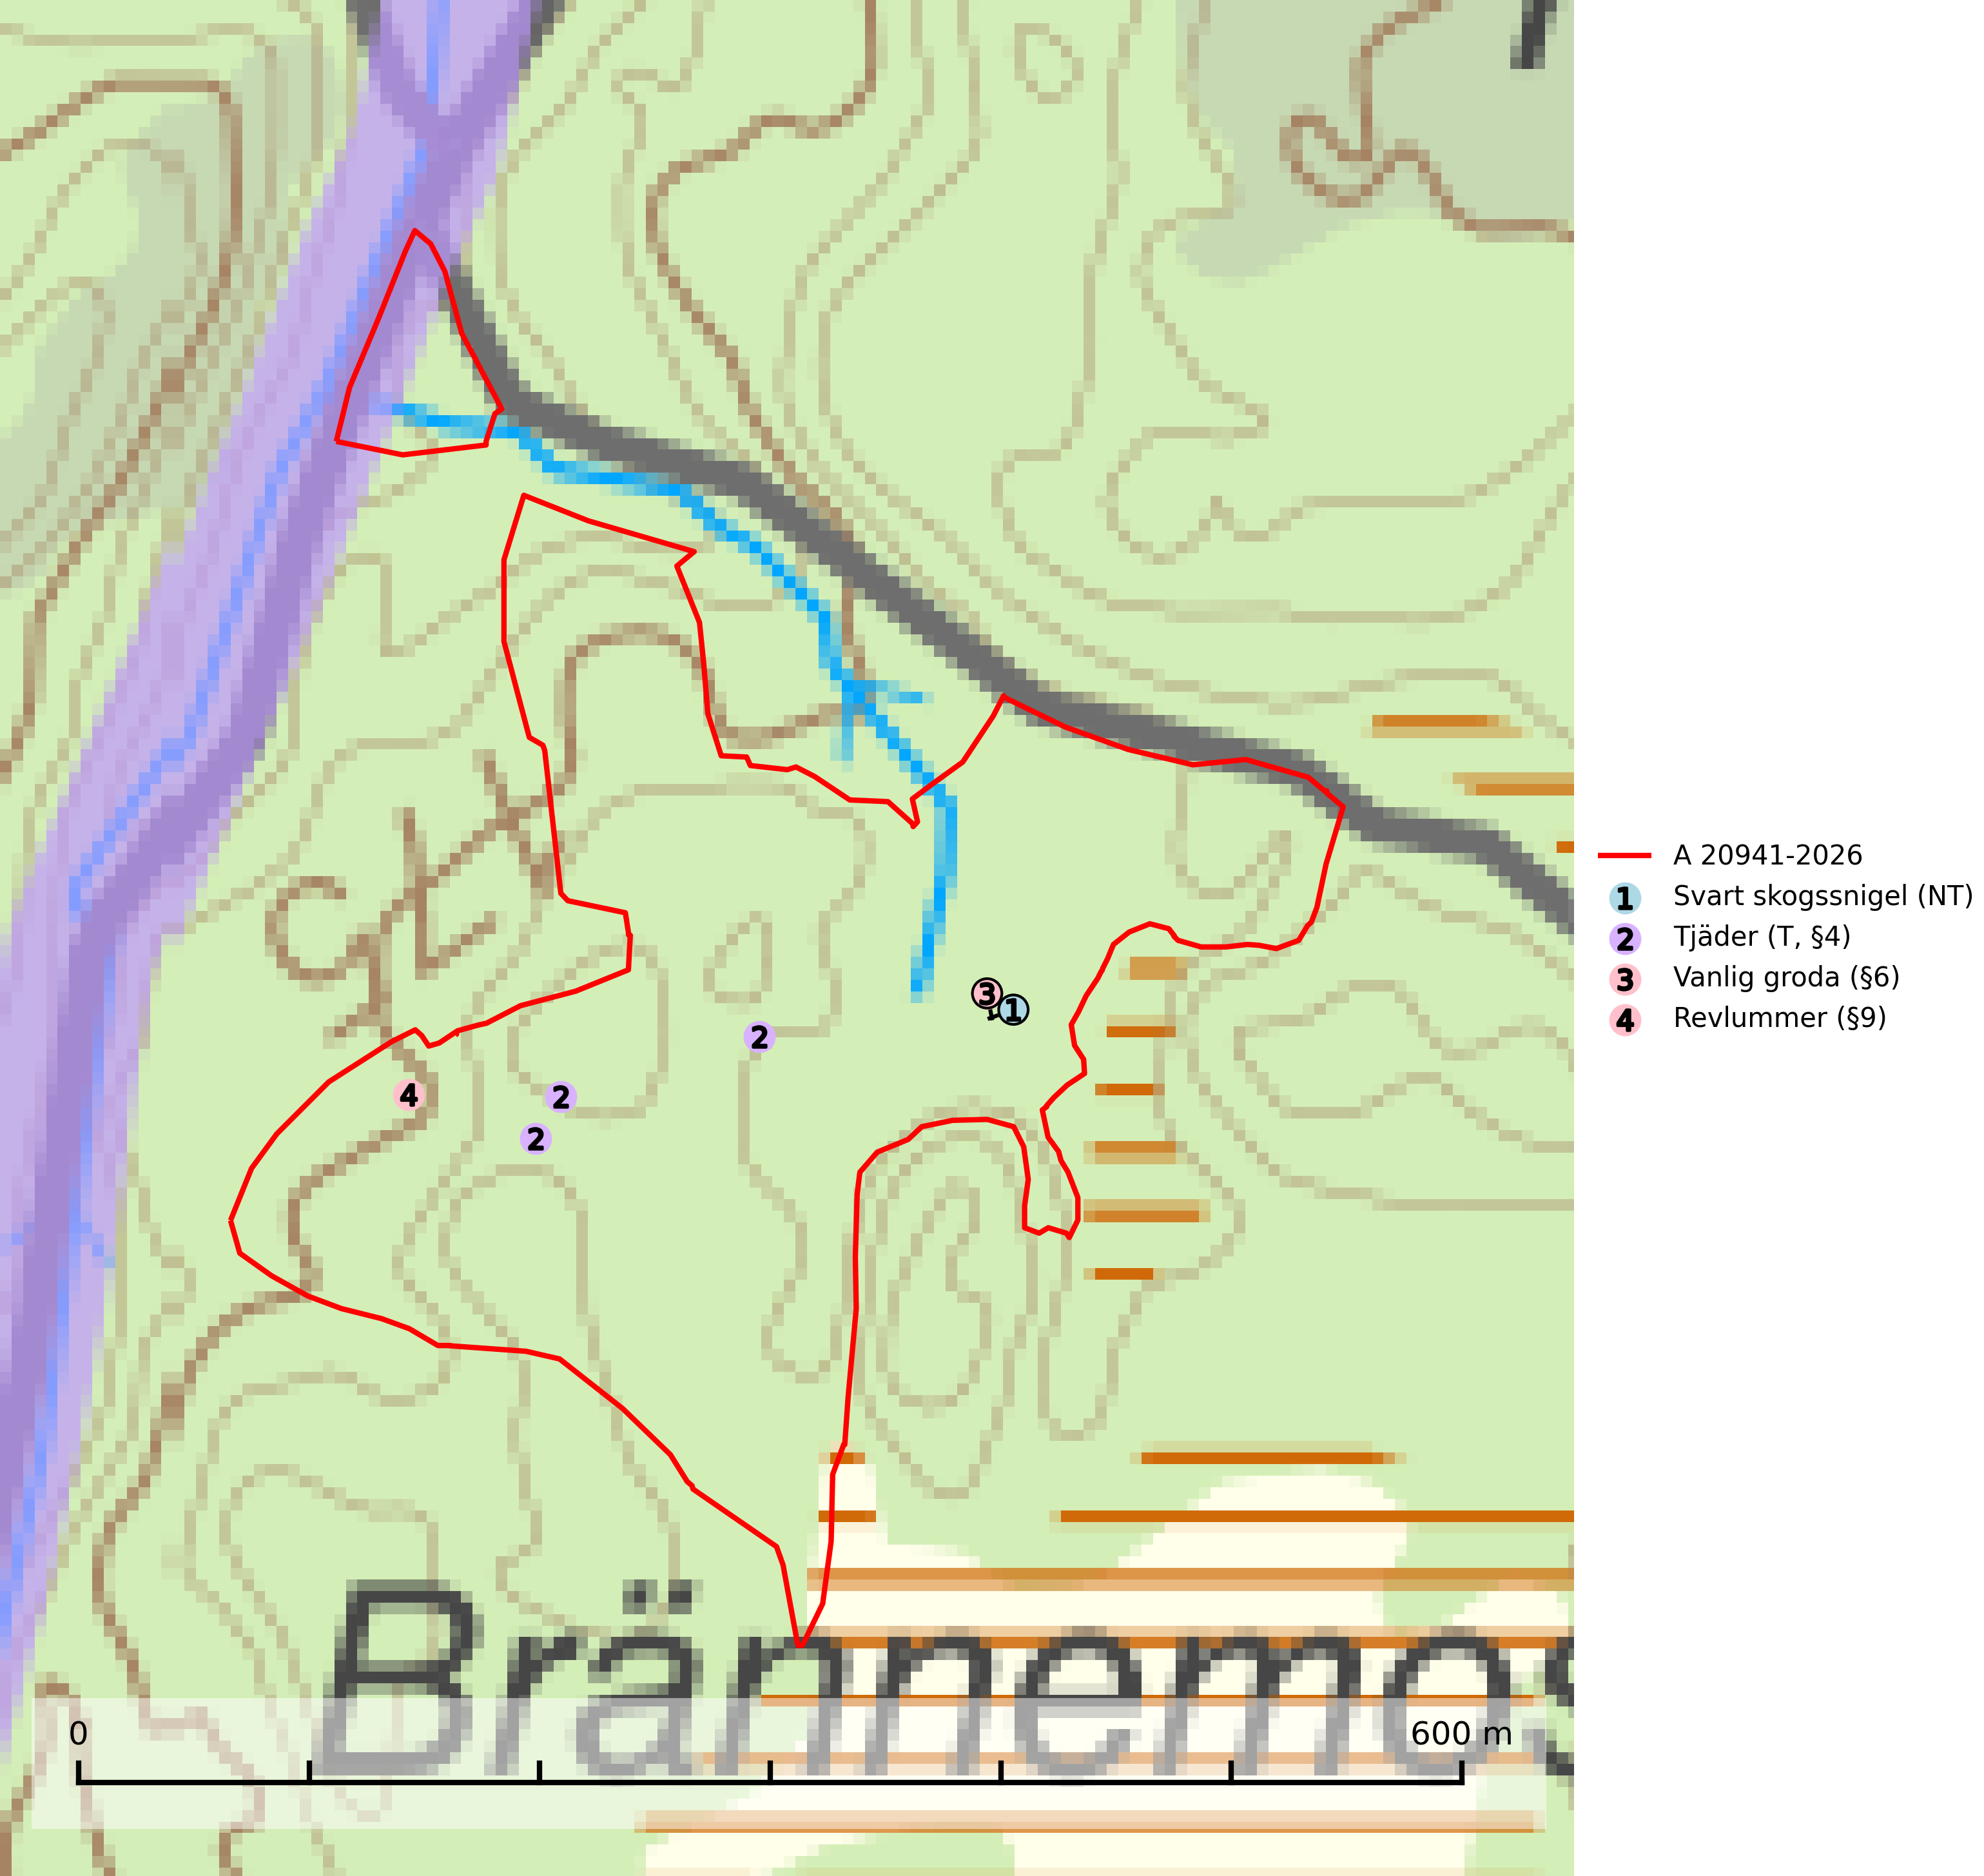 A 20941-2026
1 Svart skogssnigel (NT)
2 Tjäder (T, §4)
3 Vanlig groda (§6)
4 Revlummer (§9)
3
1
2
4
2
2
0
600 m